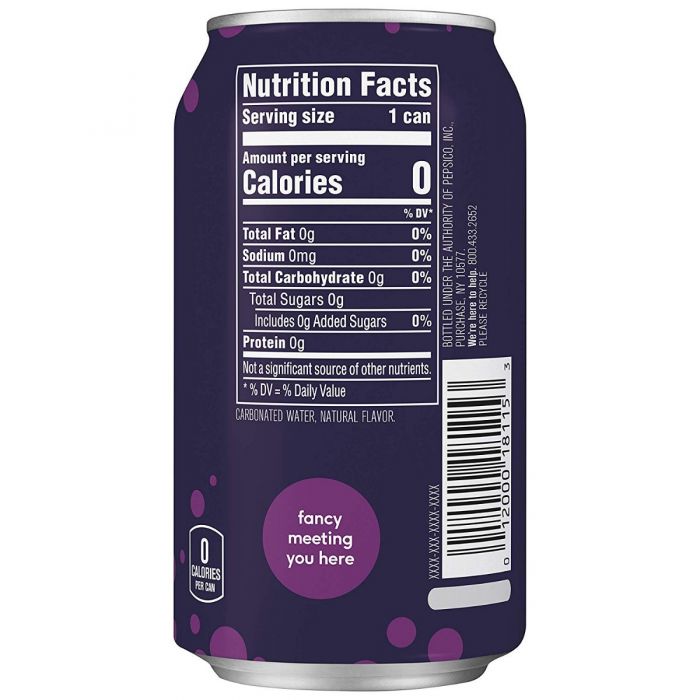 Nutrition Facts
Serving size 1 can
Amount per serving
Calories 0
% DV*
Total Fat 0g 0%
Sodium 0mg 0%
Total Carbohydrate 0g 0%
Total Sugars 0g
Includes 0g Added Sugars 0%
Protein 0g
Not a significant source of other nutrients.
* % DV = % Daily Value
CARBONATED WATER, NATURAL FLAVOR.
BOTTLED UNDER THE AUTHORITY OF PEPSICO, INC.,
PURCHASE, NY 10577.
We're here to help. 800.433.2652
PLEASE RECYCLE
0 12000 18115 3
XXXX-XXX-XXXX-XXXX
fancy
meeting
you here
0
CALORIES
PER CAN